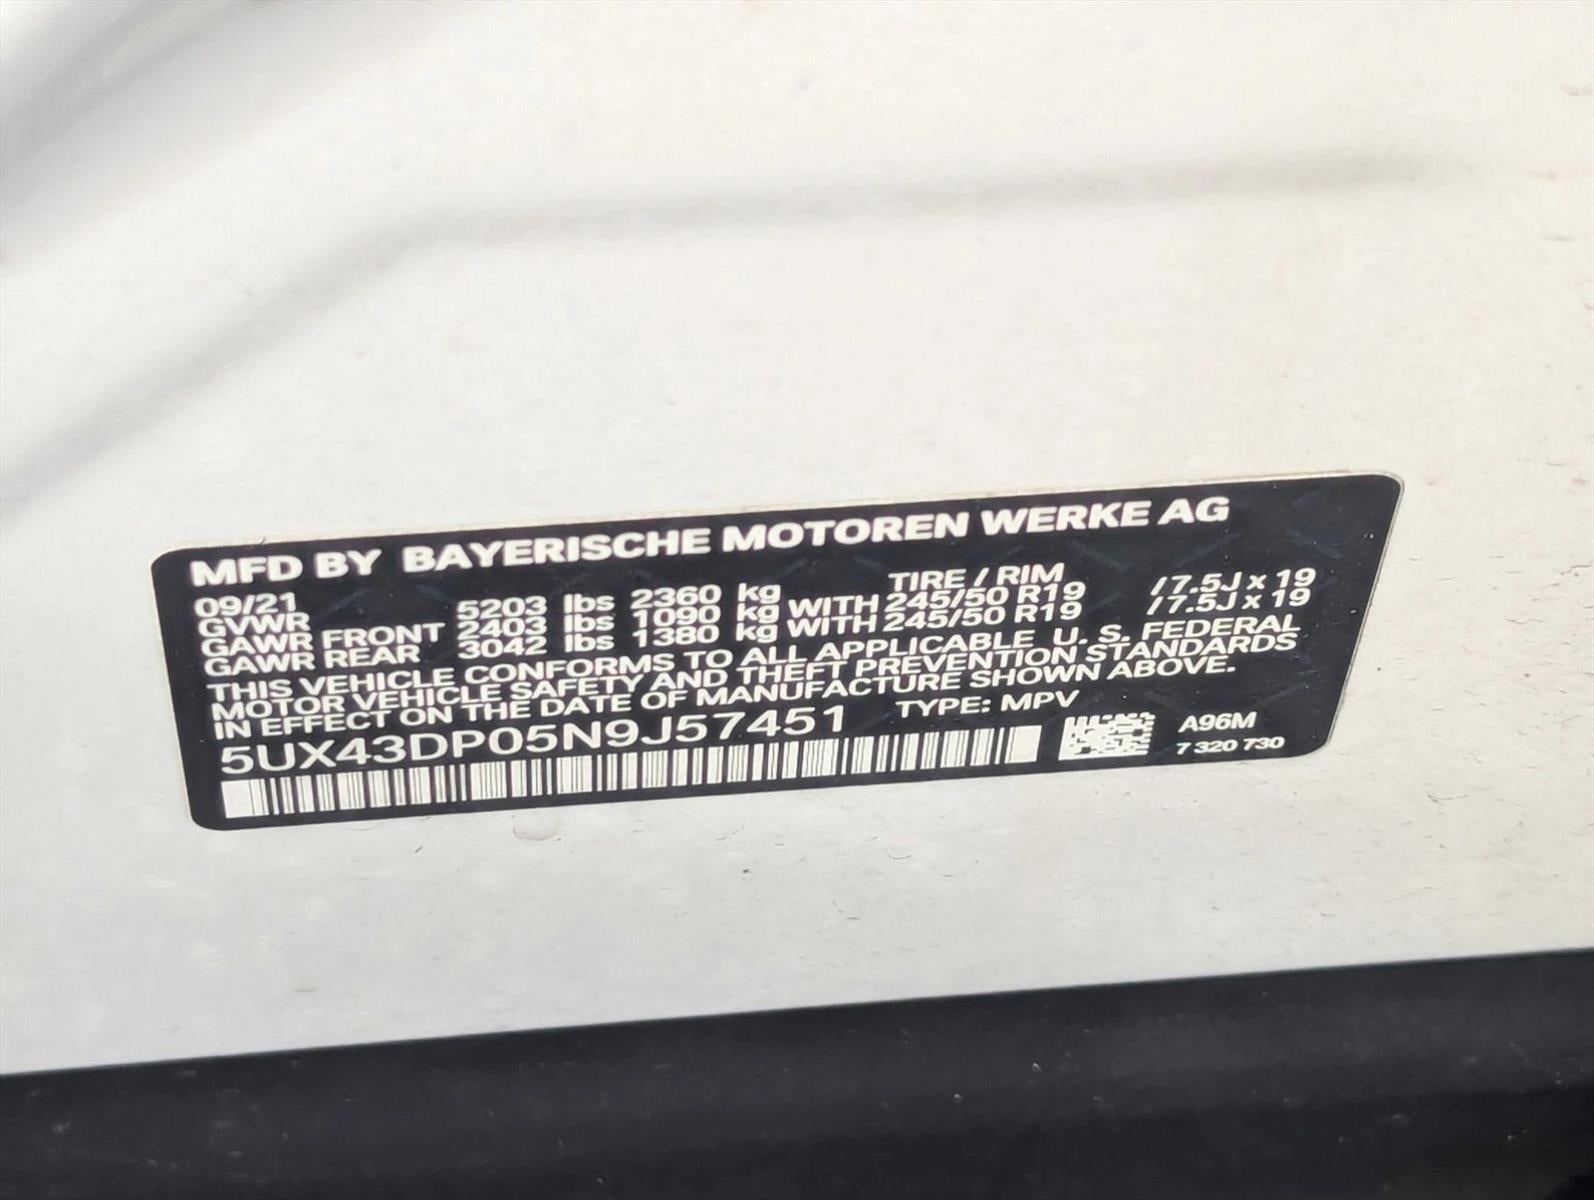 MFD BY BAYERISCHE MOTOREN WERKE AG
09/21 TIRE / RIM
GVWR 5203 lbs 2360 kg
GAWR FRONT 2403 lbs 1090 kg WITH 245/50 R19 / 7.5J x 19
GAWR REAR 3042 lbs 1380 kg WITH 245/50 R19 / 7.5J x 19
THIS VEHICLE CONFORMS TO ALL APPLICABLE U. S. FEDERAL
MOTOR VEHICLE SAFETY AND THEFT PREVENTION STANDARDS
IN EFFECT ON THE DATE OF MANUFACTURE SHOWN ABOVE.
5UX43DP05N9J57451 TYPE: MPV
A96M
7 320 730